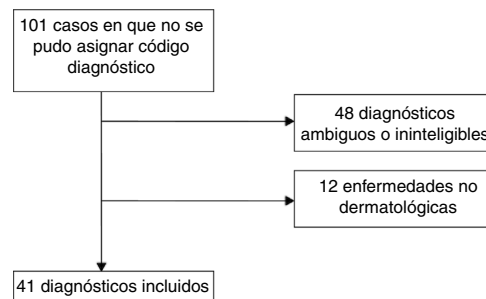 101 casos en que no se
pudo asignar código
diagnóstico
48 diagnósticos
ambiguos o ininteligibles
12 enfermedades no
dermatológicas
41 diagnósticos incluidos